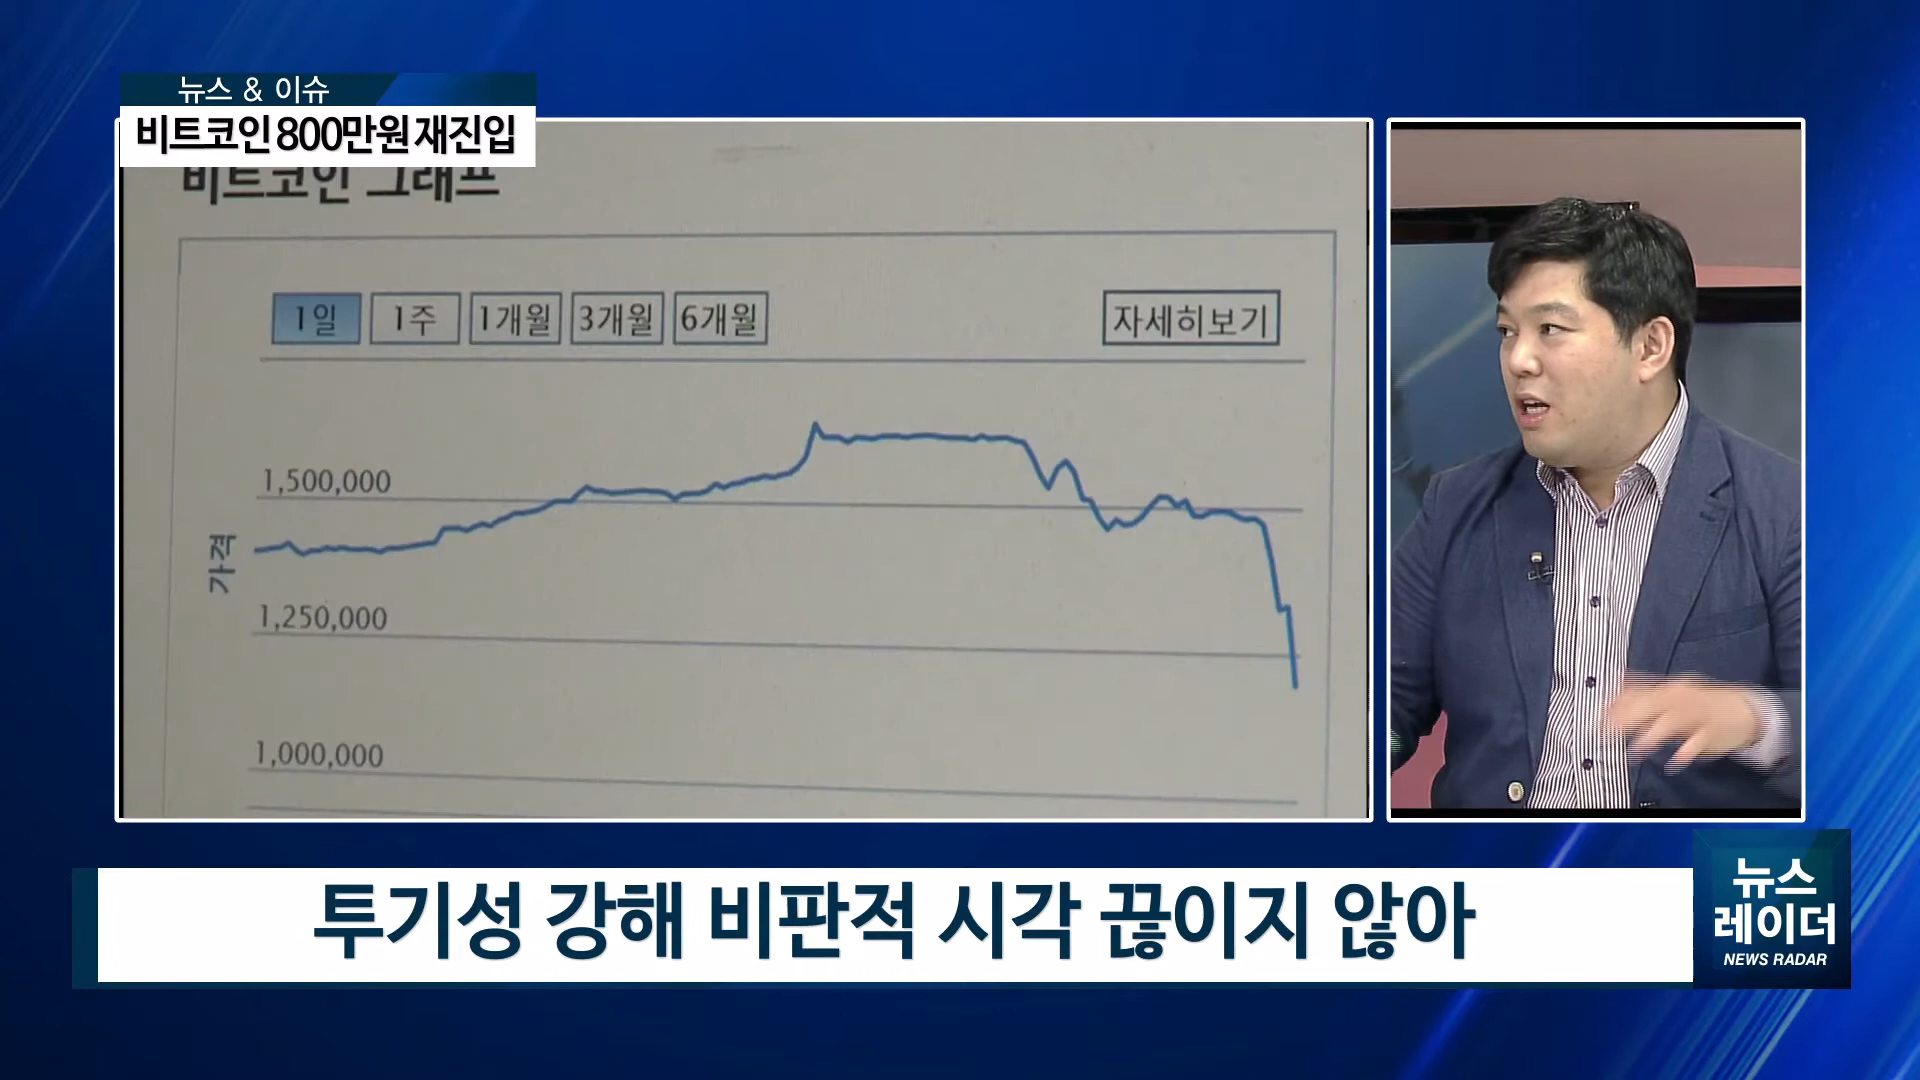 뉴스 & 이슈
비트코인 800만원 재진입
비트코인 그래프
1일 1주 1개월 3개월 6개월 자세히보기
1,500,000
가격
1,250,000
1,000,000
투기성 강해 비판적 시각 끊이지 않아
뉴스
레이더
NEWS RADAR